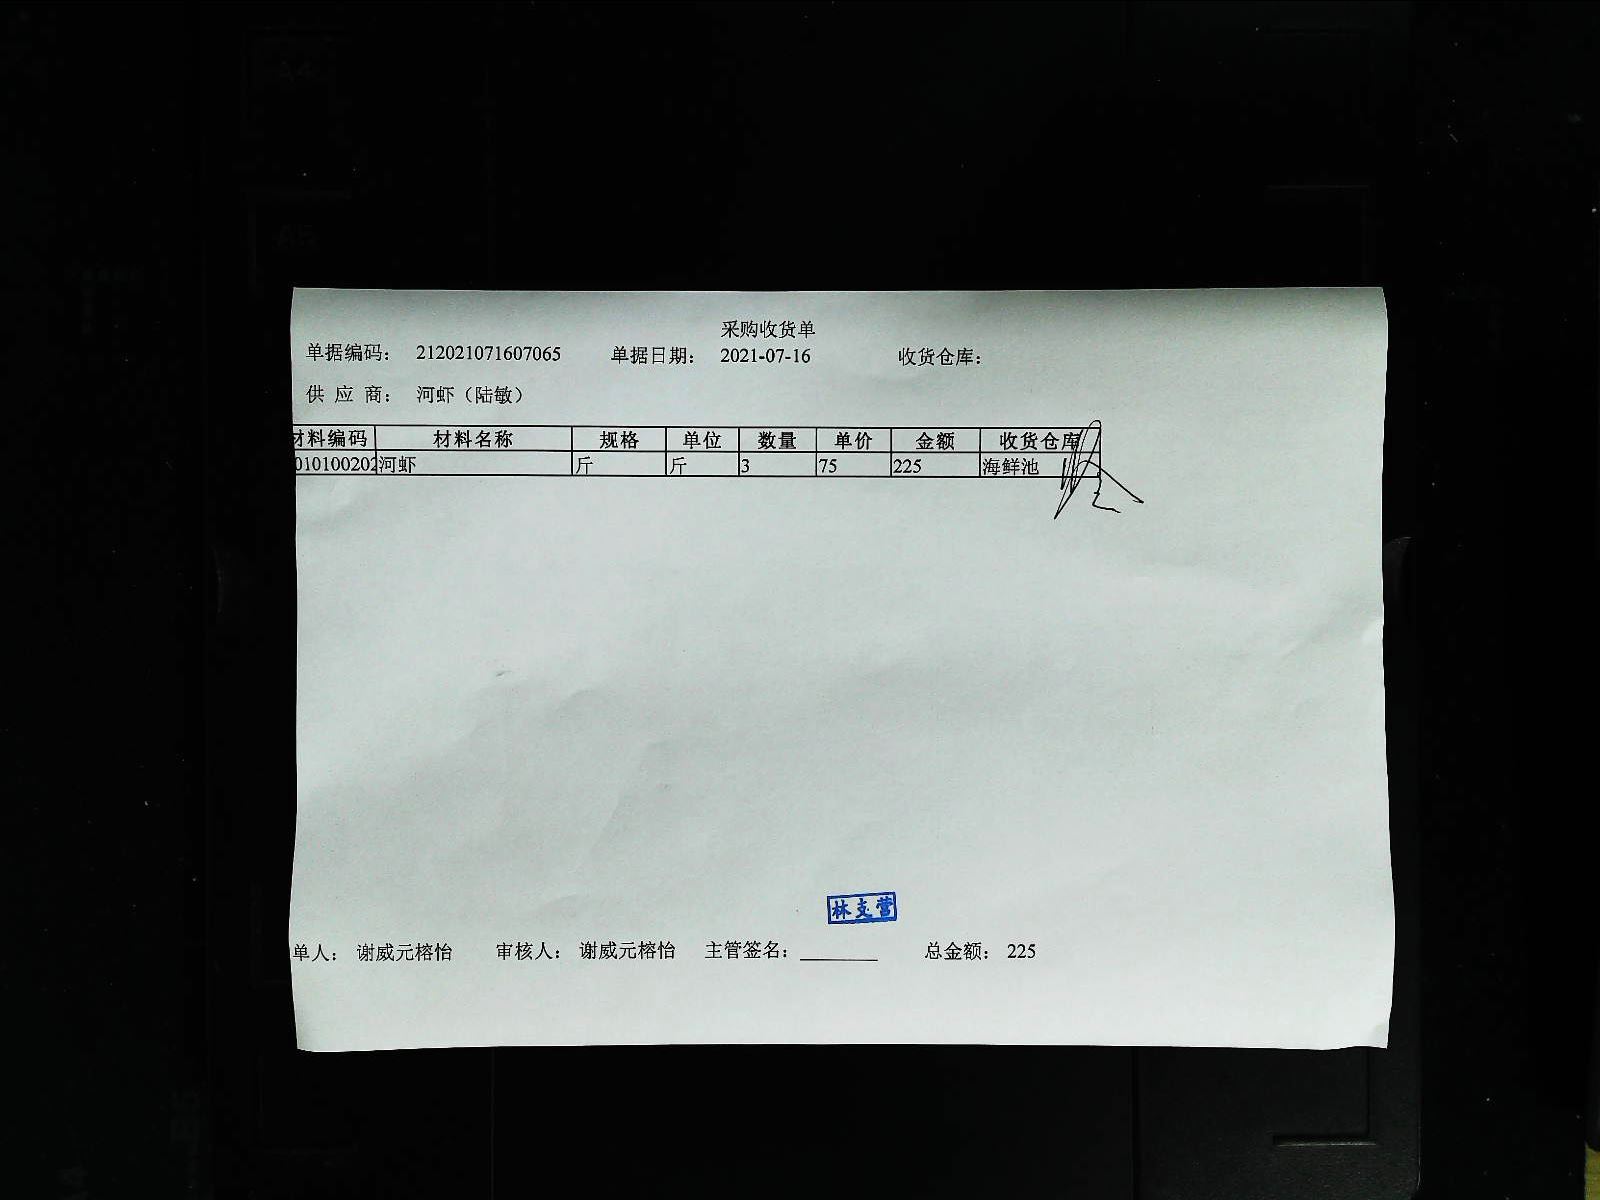 采购收货单
单据编码： 212021071607065 单据日期： 2021-07-16 收货仓库：
供 应 商： 河虾（陆敏）
材料编码 材料名称 规格 单位 数量 单价 金额 收货仓库
010100202 河虾 斤 斤 3 75 225 海鲜池
林支营
单人： 谢威元榕怡 审核人： 谢威元榕怡 主管签名： 总金额： 225